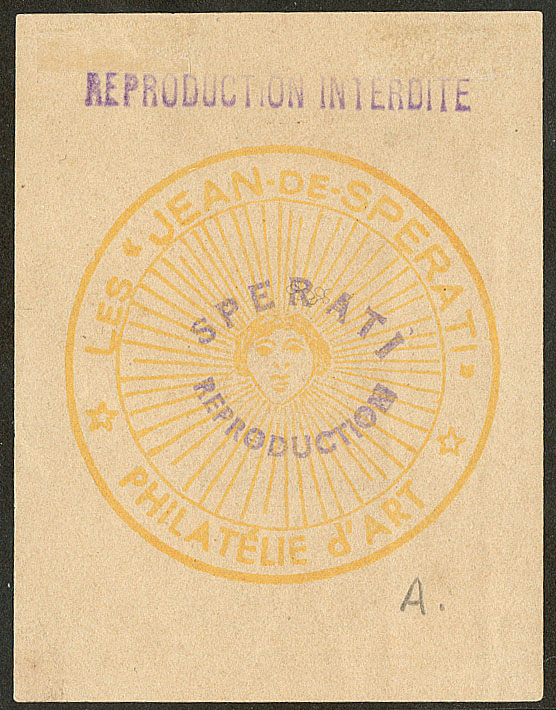 REPRODUCTION INTERDITE
LES "JEAN-DE-SPERATI"
SPERATI
REPRODUCTION
PHILATÉLIE d'ART
A.